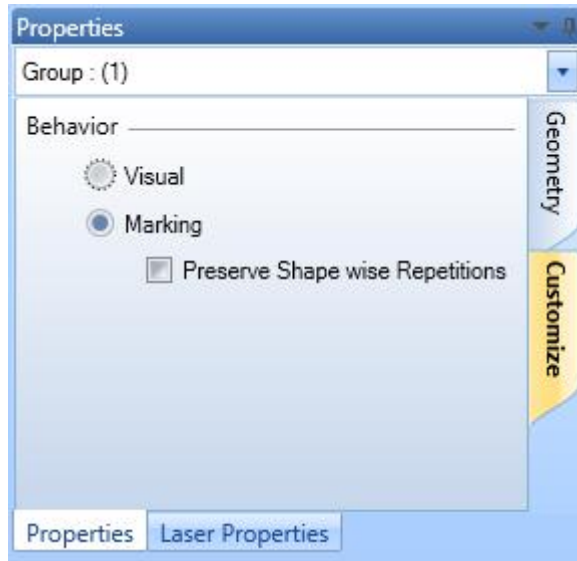 Properties
Group : (1)
Behavior
Visual
Marking
Preserve Shape wise Repetitions
Geometry
Customize
Properties
Laser Properties